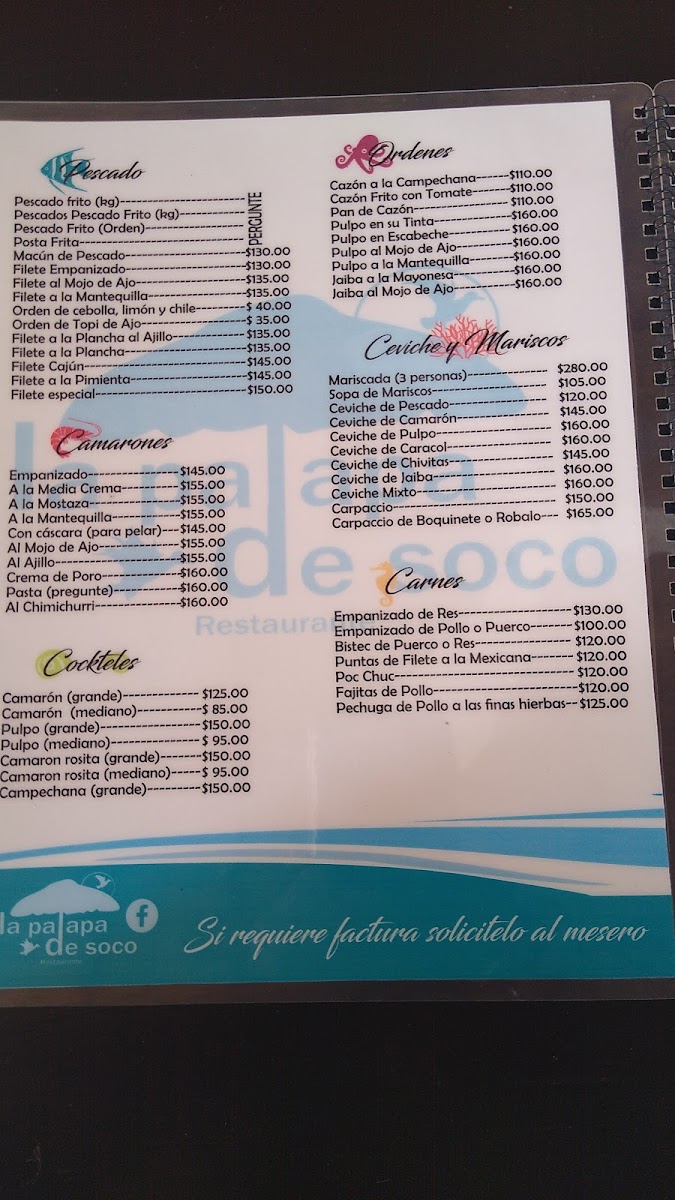 Pescado
Pescado frito (kg)-----------------------
Pescados Pescado Frito (kg)-------------
Pescado Frito (Orden)-------------------
Posta Frita------------------------------
PERGUNTE
Macún de Pescado-----------------------$130.00
Filete Empanizado-----------------------$130.00
Filete al Mojo de Ajo--------------------$135.00
Filete a la Mantequilla------------------$135.00
Orden de cebolla, limón y chile---------$ 40.00
Orden de Topi de Ajo-------------------$ 35.00
Filete a la Plancha al Ajillo--------------$135.00
Filete a la Plancha-----------------------$135.00
Filete Cajún------------------------------$145.00
Filete a la Pimienta----------------------$145.00
Filete especial----------------------------$150.00
Camarones
Empanizado-----------------$145.00
A la Media Crema-----------$155.00
A la Mostaza-----------------$155.00
A la Mantequilla-------------$155.00
Con cáscara (para pelar)---$145.00
Al Mojo de Ajo---------------$155.00
Al Ajillo-----------------------$155.00
Crema de Poro--------------$160.00
Pasta (pregunte)------------$160.00
Al Chimichurri---------------$160.00
Cockteles
Camarón (grande)-------------- $125.00
Camarón (mediano)------------ $ 85.00
Pulpo (grande)------------------$150.00
Pulpo (mediano)---------------- $ 95.00
Camaron rosita (grande)-------$150.00
Camaron rosita (mediano)-----$ 95.00
Campechana (grande)----------$150.00
Ordenes
Cazón a la Campechana------$110.00
Cazón Frito con Tomate------$110.00
Pan de Cazón-----------------$110.00
Pulpo en su Tinta-------------$160.00
Pulpo en Escabeche----------$160.00
Pulpo al Mojo de Ajo---------$160.00
Pulpo a la Mantequilla--------$160.00
Jaiba a la Mayonesa----------$160.00
Jaiba al Mojo de Ajo----------$160.00
Ceviche y Mariscos
Mariscada (3 personas)-------------- $280.00
Sopa de Mariscos-------------------- $105.00
Ceviche de Pescado----------------- $120.00
Ceviche de Camarón---------------- $145.00
Ceviche de Pulpo-------------------- $160.00
Ceviche de Caracol------------------ $160.00
Ceviche de Chivitas----------------- $145.00
Ceviche de Jaiba--------------------- $160.00
Ceviche Mixto------------------------ $160.00
Carpaccio----------------------------- $150.00
Carpaccio de Boquinete o Robalo--- $165.00
Carnes
Empanizado de Res------------------$130.00
Empanizado de Pollo o Puerco------$100.00
Bistec de Puerco o Res--------------$120.00
Puntas de Filete a la Mexicana------$120.00
Poc Chuc-----------------------------$120.00
Fajitas de Pollo-----------------------$120.00
Pechuga de Pollo a las finas hierbas--$125.00
la palapa
de soco
Restaurante
la palapa
de soco
Restaurante
f
Si requiere factura solicitelo al mesero